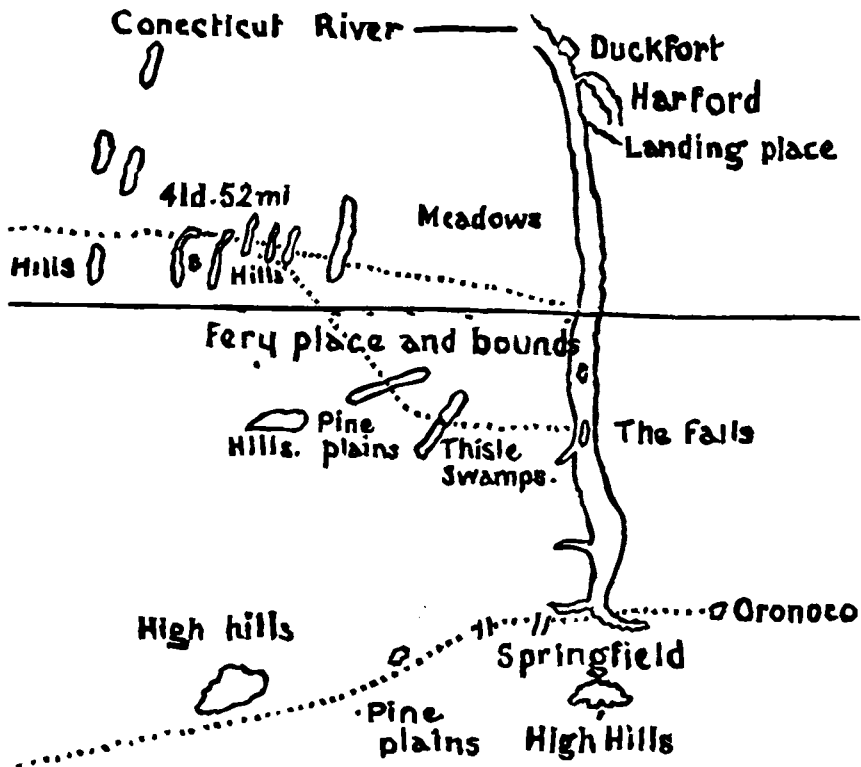 Conecticut River
Duckfort
Harford
Landing place
41d.52mi
Meadows
Hills
s
Hills
Fery place and bounds
Pine
plains
Hills.
Thisle
Swamps.
The Falls
Oronoco
High hills
Springfield
Pine
plains
High Hills